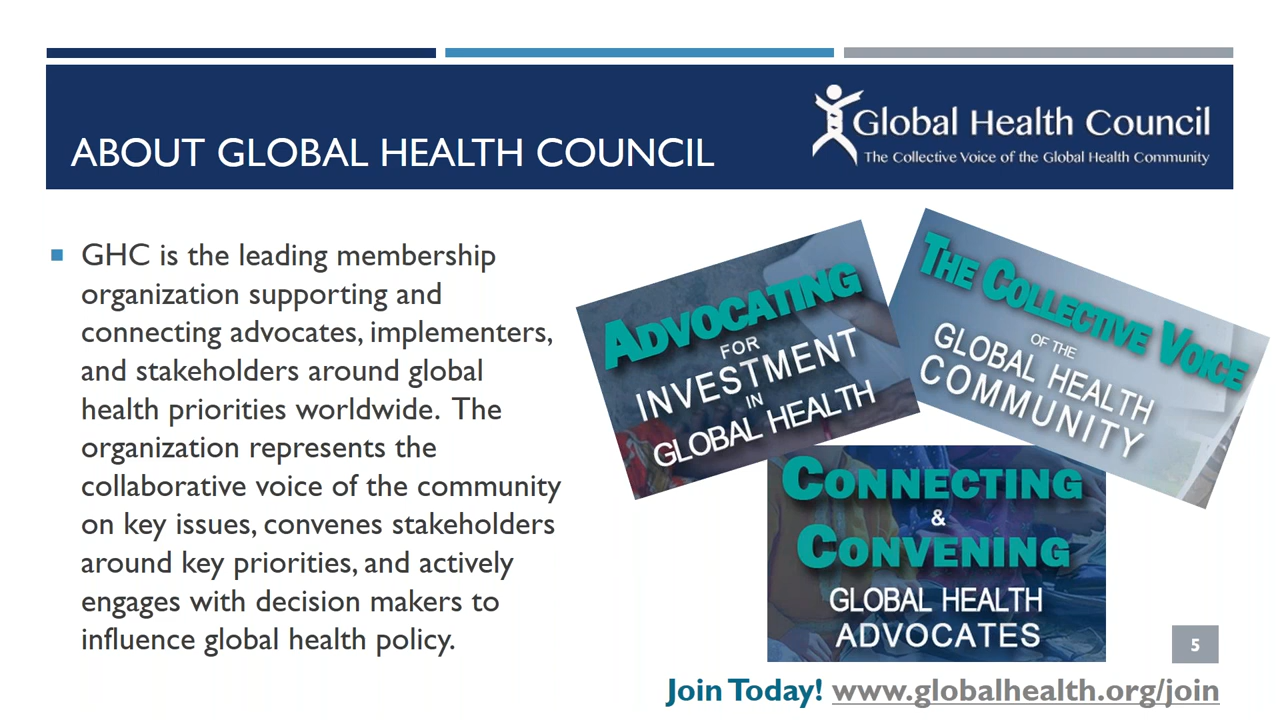 ABOUT GLOBAL HEALTH COUNCIL
Global Health Council
The Collective Voice of the Global Health Community
GHC is the leading membership
organization supporting and
connecting advocates, implementers,
and stakeholders around global
health priorities worldwide. The
organization represents the
collaborative voice of the community
on key issues, convenes stakeholders
around key priorities, and actively
engages with decision makers to
influence global health policy.
ADVOCATING
FOR
INVESTMENT
IN
GLOBAL HEALTH
THE COLLECTIVE VOICE
OF THE
GLOBAL HEALTH
COMMUNITY
CONNECTING
&
CONVENING
GLOBAL HEALTH
ADVOCATES
5
Join Today! www.globalhealth.org/join